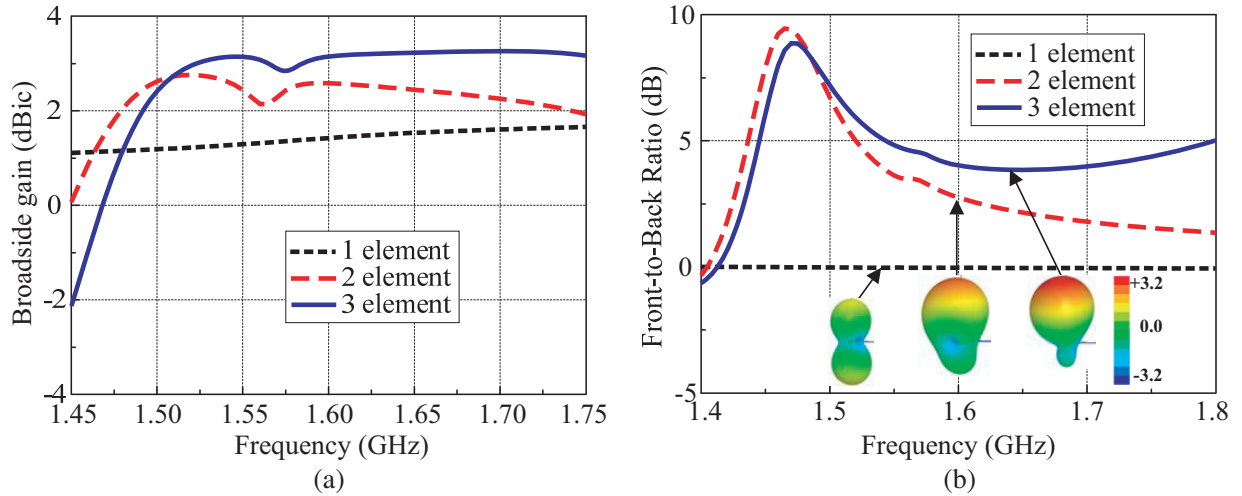 4
2
0
-2
-4
Broadside gain (dBic)
1 element
2 element
3 element
1.45
1.50
1.55
1.60
1.65
1.70
1.75
Frequency (GHz)
(a)
10
5
0
-5
Front-to-Back Ratio (dB)
1 element
2 element
3 element
+3.2
0.0
-3.2
1.4
1.5
1.6
1.7
1.8
Frequency (GHz)
(b)